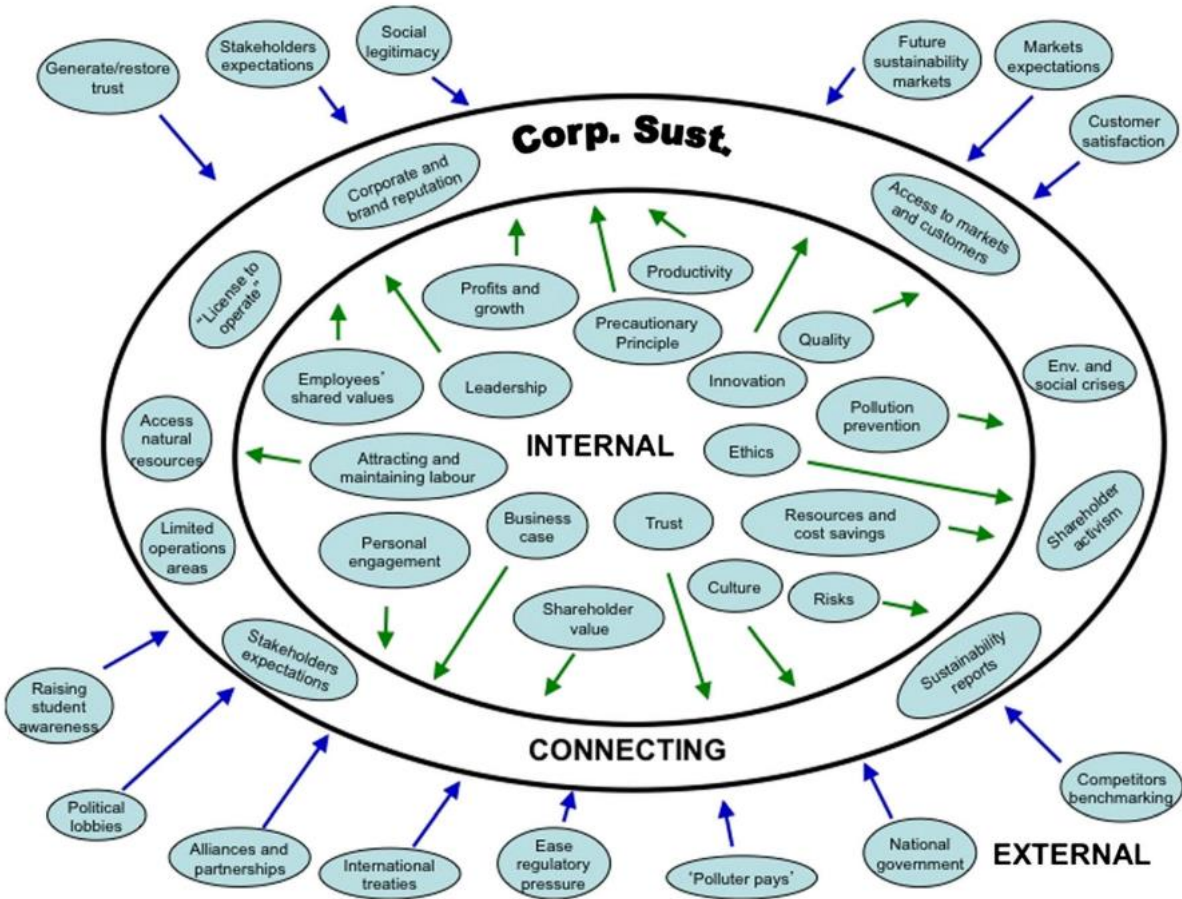 Social
legitimacy
Stakeholders
expectations
Generate/restore
trust
Future
sustainability
markets
Markets
expectations
Customer
satisfaction
Corp. Sust.
Corporate and
brand reputation
Access to markets
and customers
"License to
operate"
Env. and
social crises
Access
natural
resources
Limited
operations
areas
Shareholder
activism
Stakeholders
expectations
Sustainability
reports
CONNECTING
Productivity
Profits and
growth
Precautionary
Principle
Quality
Employees'
shared values
Leadership
Innovation
Pollution
prevention
INTERNAL
Ethics
Attracting and
maintaining labour
Business
case
Trust
Resources and
cost savings
Personal
engagement
Culture
Risks
Shareholder
value
Raising
student
awareness
Political
lobbies
Alliances and
partnerships
International
treaties
Ease
regulatory
pressure
'Polluter pays'
National
government
Competitors
benchmarking
EXTERNAL